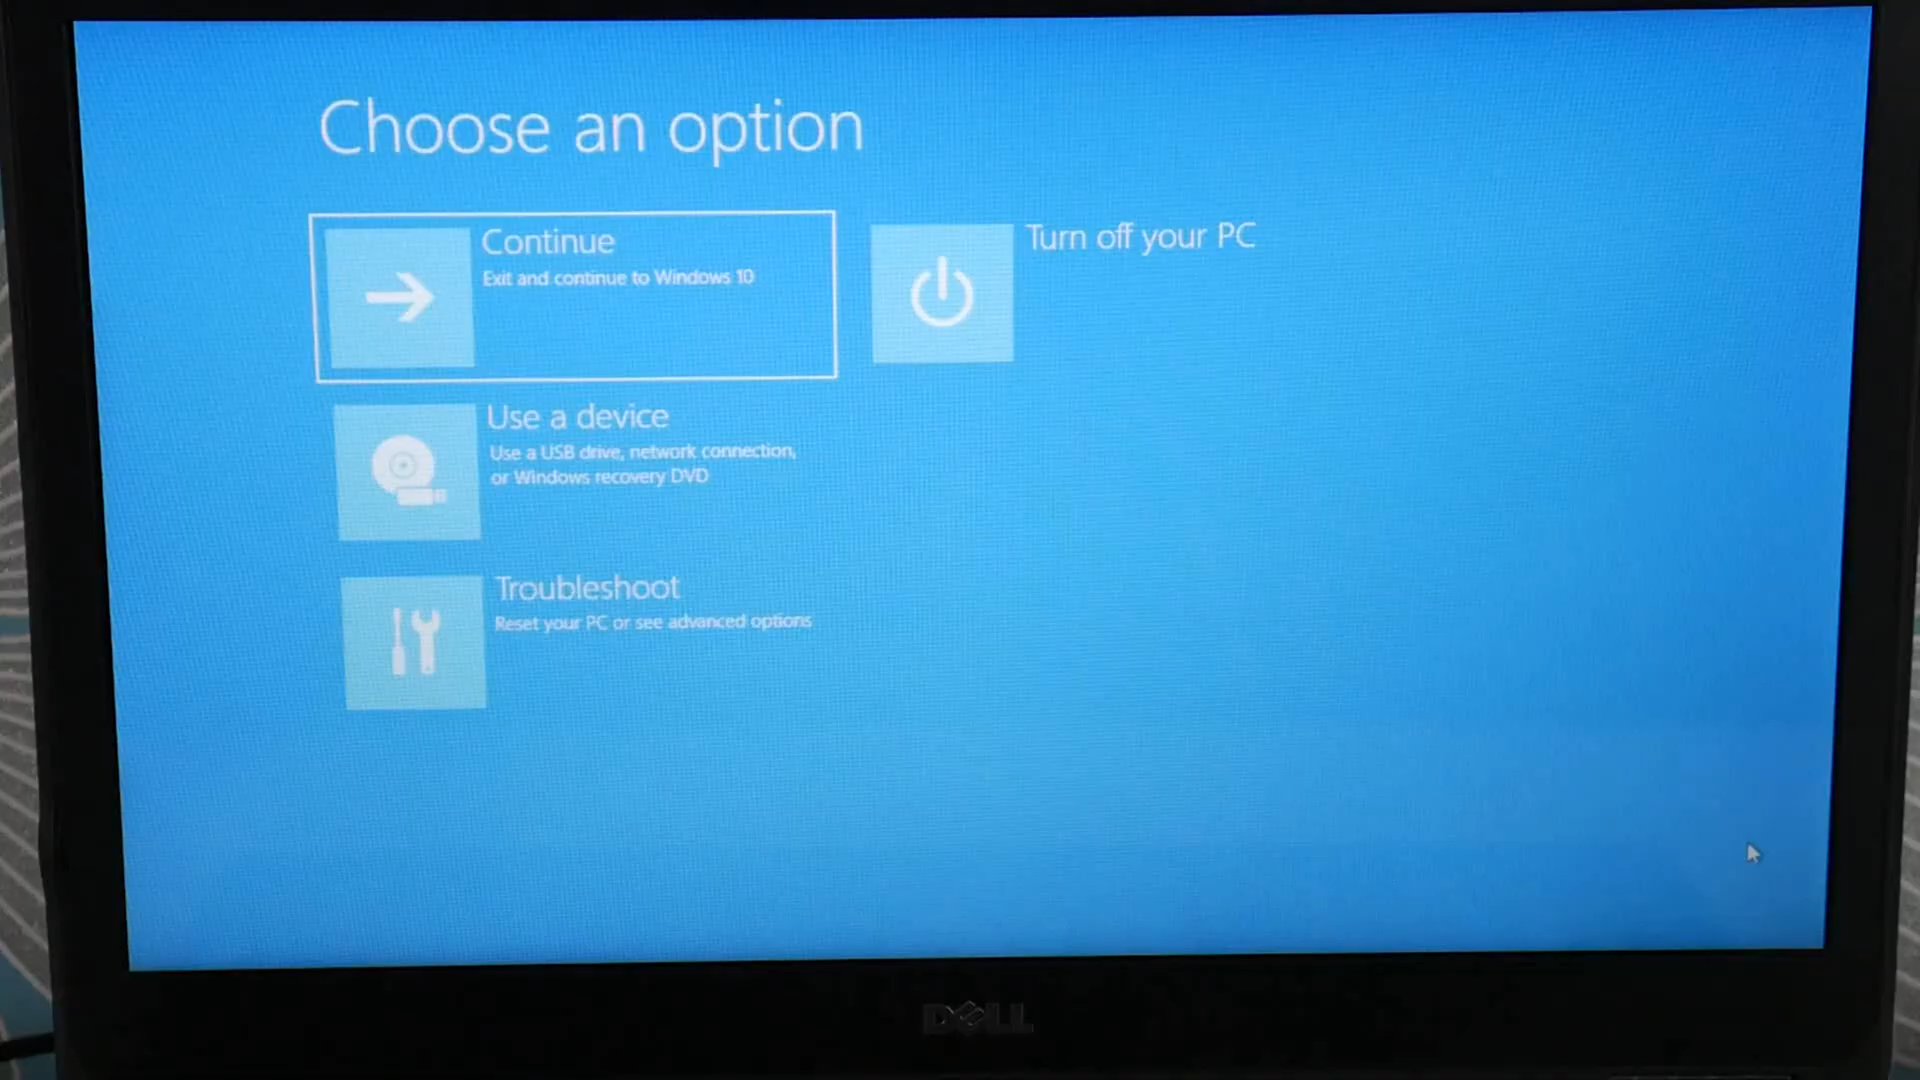 Choose an option
Continue
Exit and continue to Windows 10
Turn off your PC
Use a device
Use a USB drive, network connection,
or Windows recovery DVD
Troubleshoot
Reset your PC or see advanced options
DELL